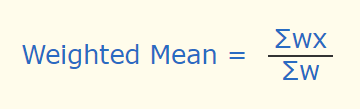 Weighted Mean = Σwx / Σw